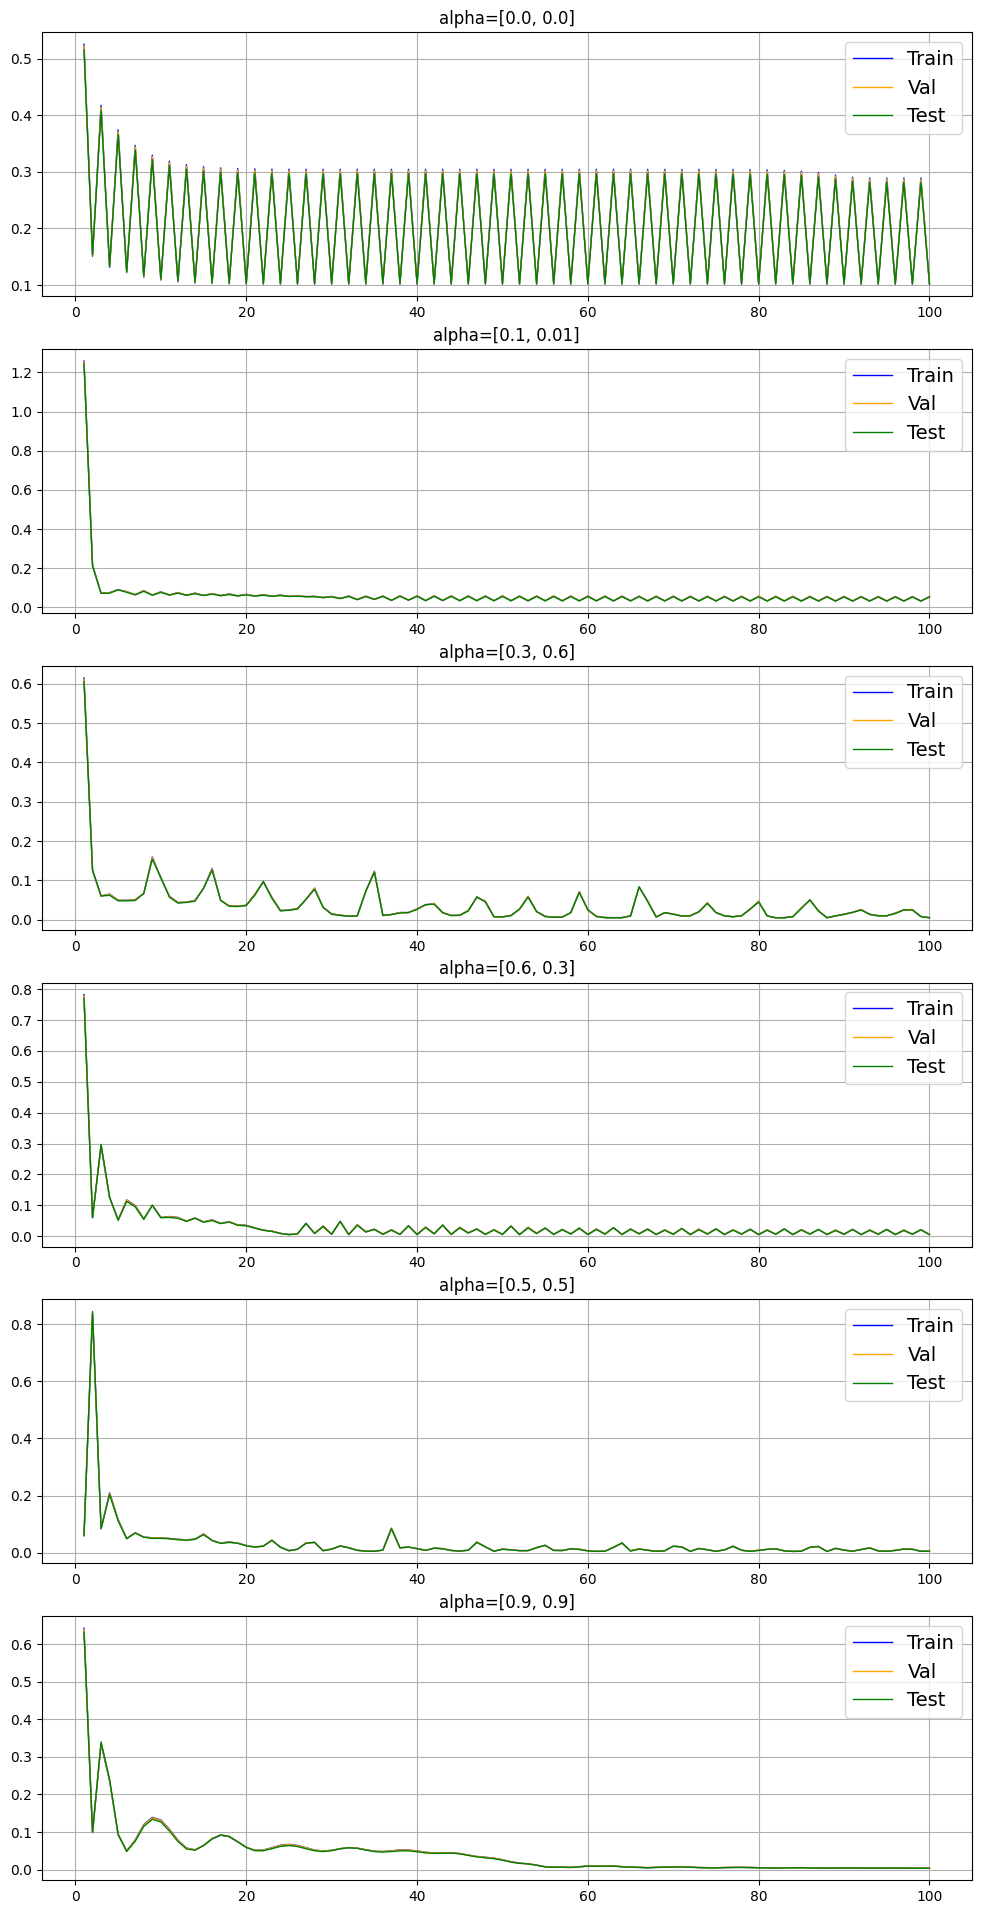 alpha=[0.0, 0.0]
0.5
0.4
0.3
0.2
0.1
Train
Val
Test
0 20 40 60 80 100
alpha=[0.1, 0.01]
1.2
1.0
0.8
0.6
0.4
0.2
0.0
Train
Val
Test
0 20 40 60 80 100
alpha=[0.3, 0.6]
0.6
0.5
0.4
0.3
0.2
0.1
0.0
Train
Val
Test
0 20 40 60 80 100
alpha=[0.6, 0.3]
0.8
0.7
0.6
0.5
0.4
0.3
0.2
0.1
0.0
Train
Val
Test
0 20 40 60 80 100
alpha=[0.5, 0.5]
0.8
0.6
0.4
0.2
0.0
Train
Val
Test
0 20 40 60 80 100
alpha=[0.9, 0.9]
0.6
0.5
0.4
0.3
0.2
0.1
0.0
Train
Val
Test
0 20 40 60 80 100